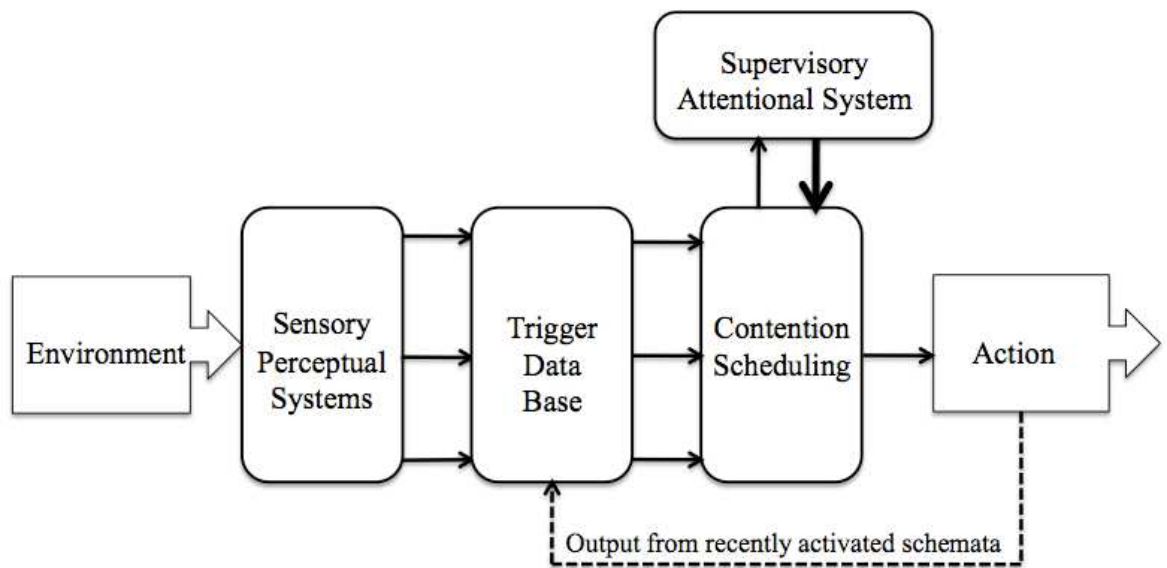 Supervisory
Attentional System
Environment
Sensory
Perceptual
Systems
Trigger
Data
Base
Contention
Scheduling
Action
Output from recently activated schemata